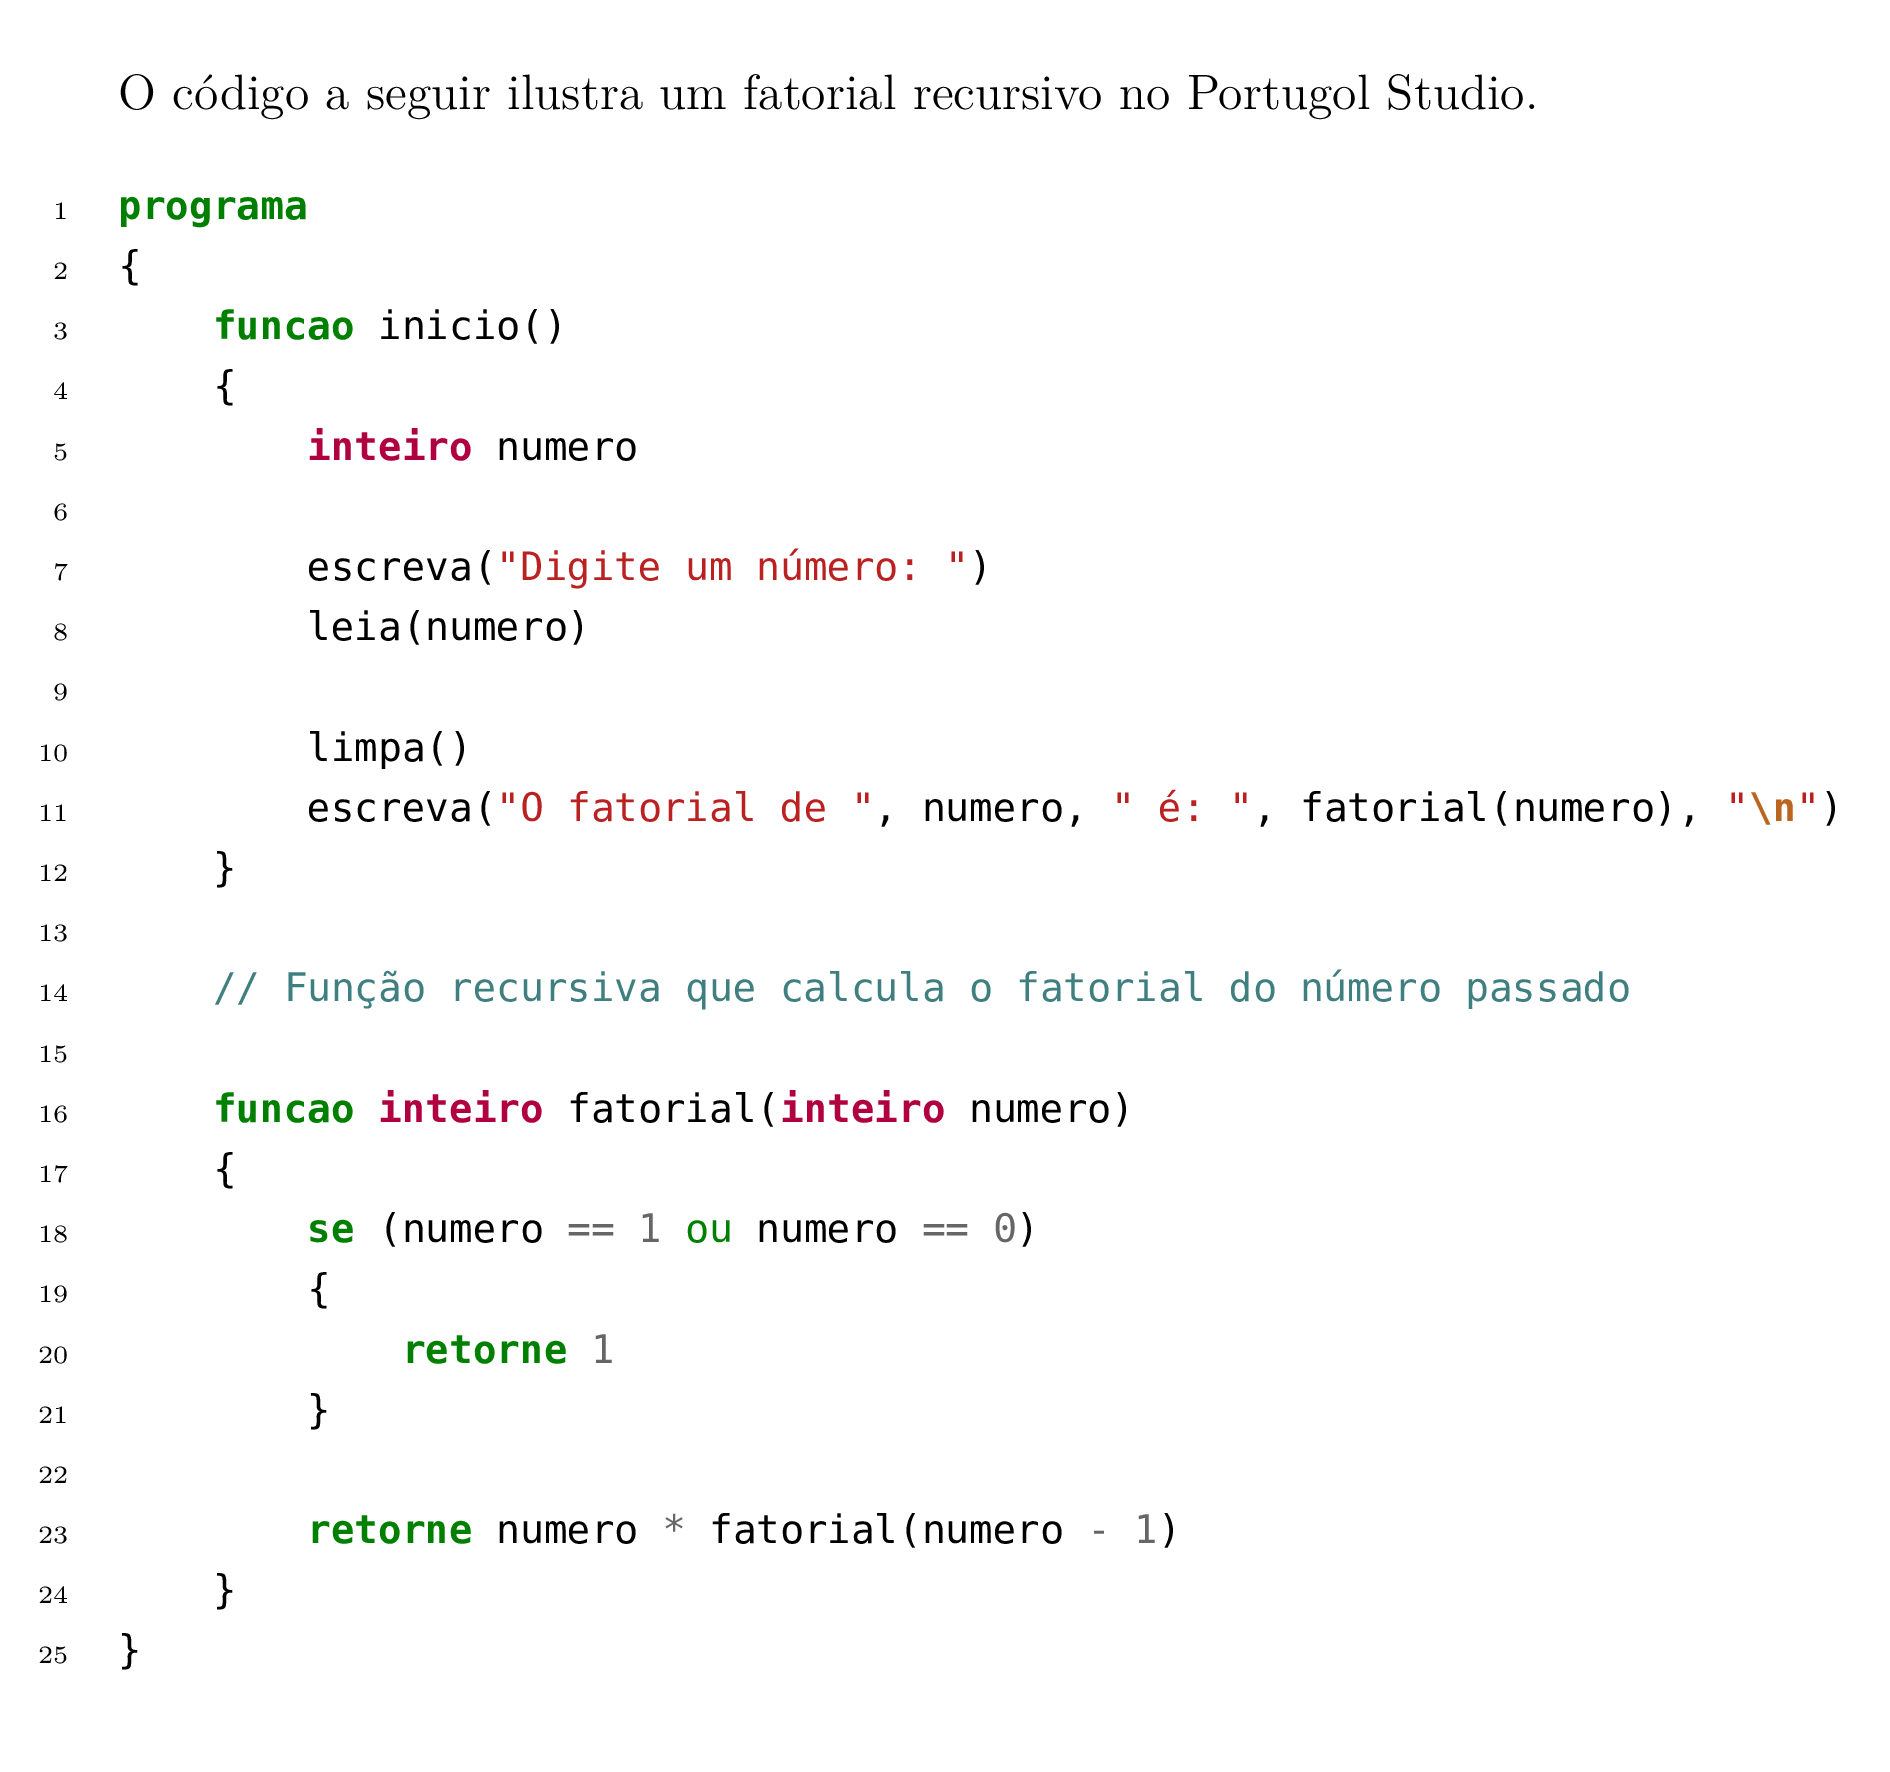 O código a seguir ilustra um fatorial recursivo no Portugol Studio.
1 programa
2 {
3     funcao inicio()
4     {
5         inteiro numero
6
7         escreva("Digite um número: ")
8         leia(numero)
9
10         limpa()
11         escreva("O fatorial de ", numero, " é: ", fatorial(numero), "\n")
12     }
13
14     // Função recursiva que calcula o fatorial do número passado
15
16     funcao inteiro fatorial(inteiro numero)
17     {
18         se (numero == 1 ou numero == 0)
19         {
20             retorne 1
21         }
22
23         retorne numero * fatorial(numero - 1)
24     }
25 }